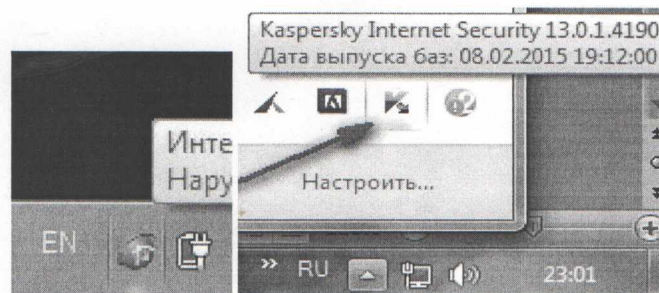 Kaspersky Internet Security 13.0.1.4190
Дата выпуска баз: 08.02.2015 19:12:00
Инте
Нару
Настроить...
EN
» RU
23:01